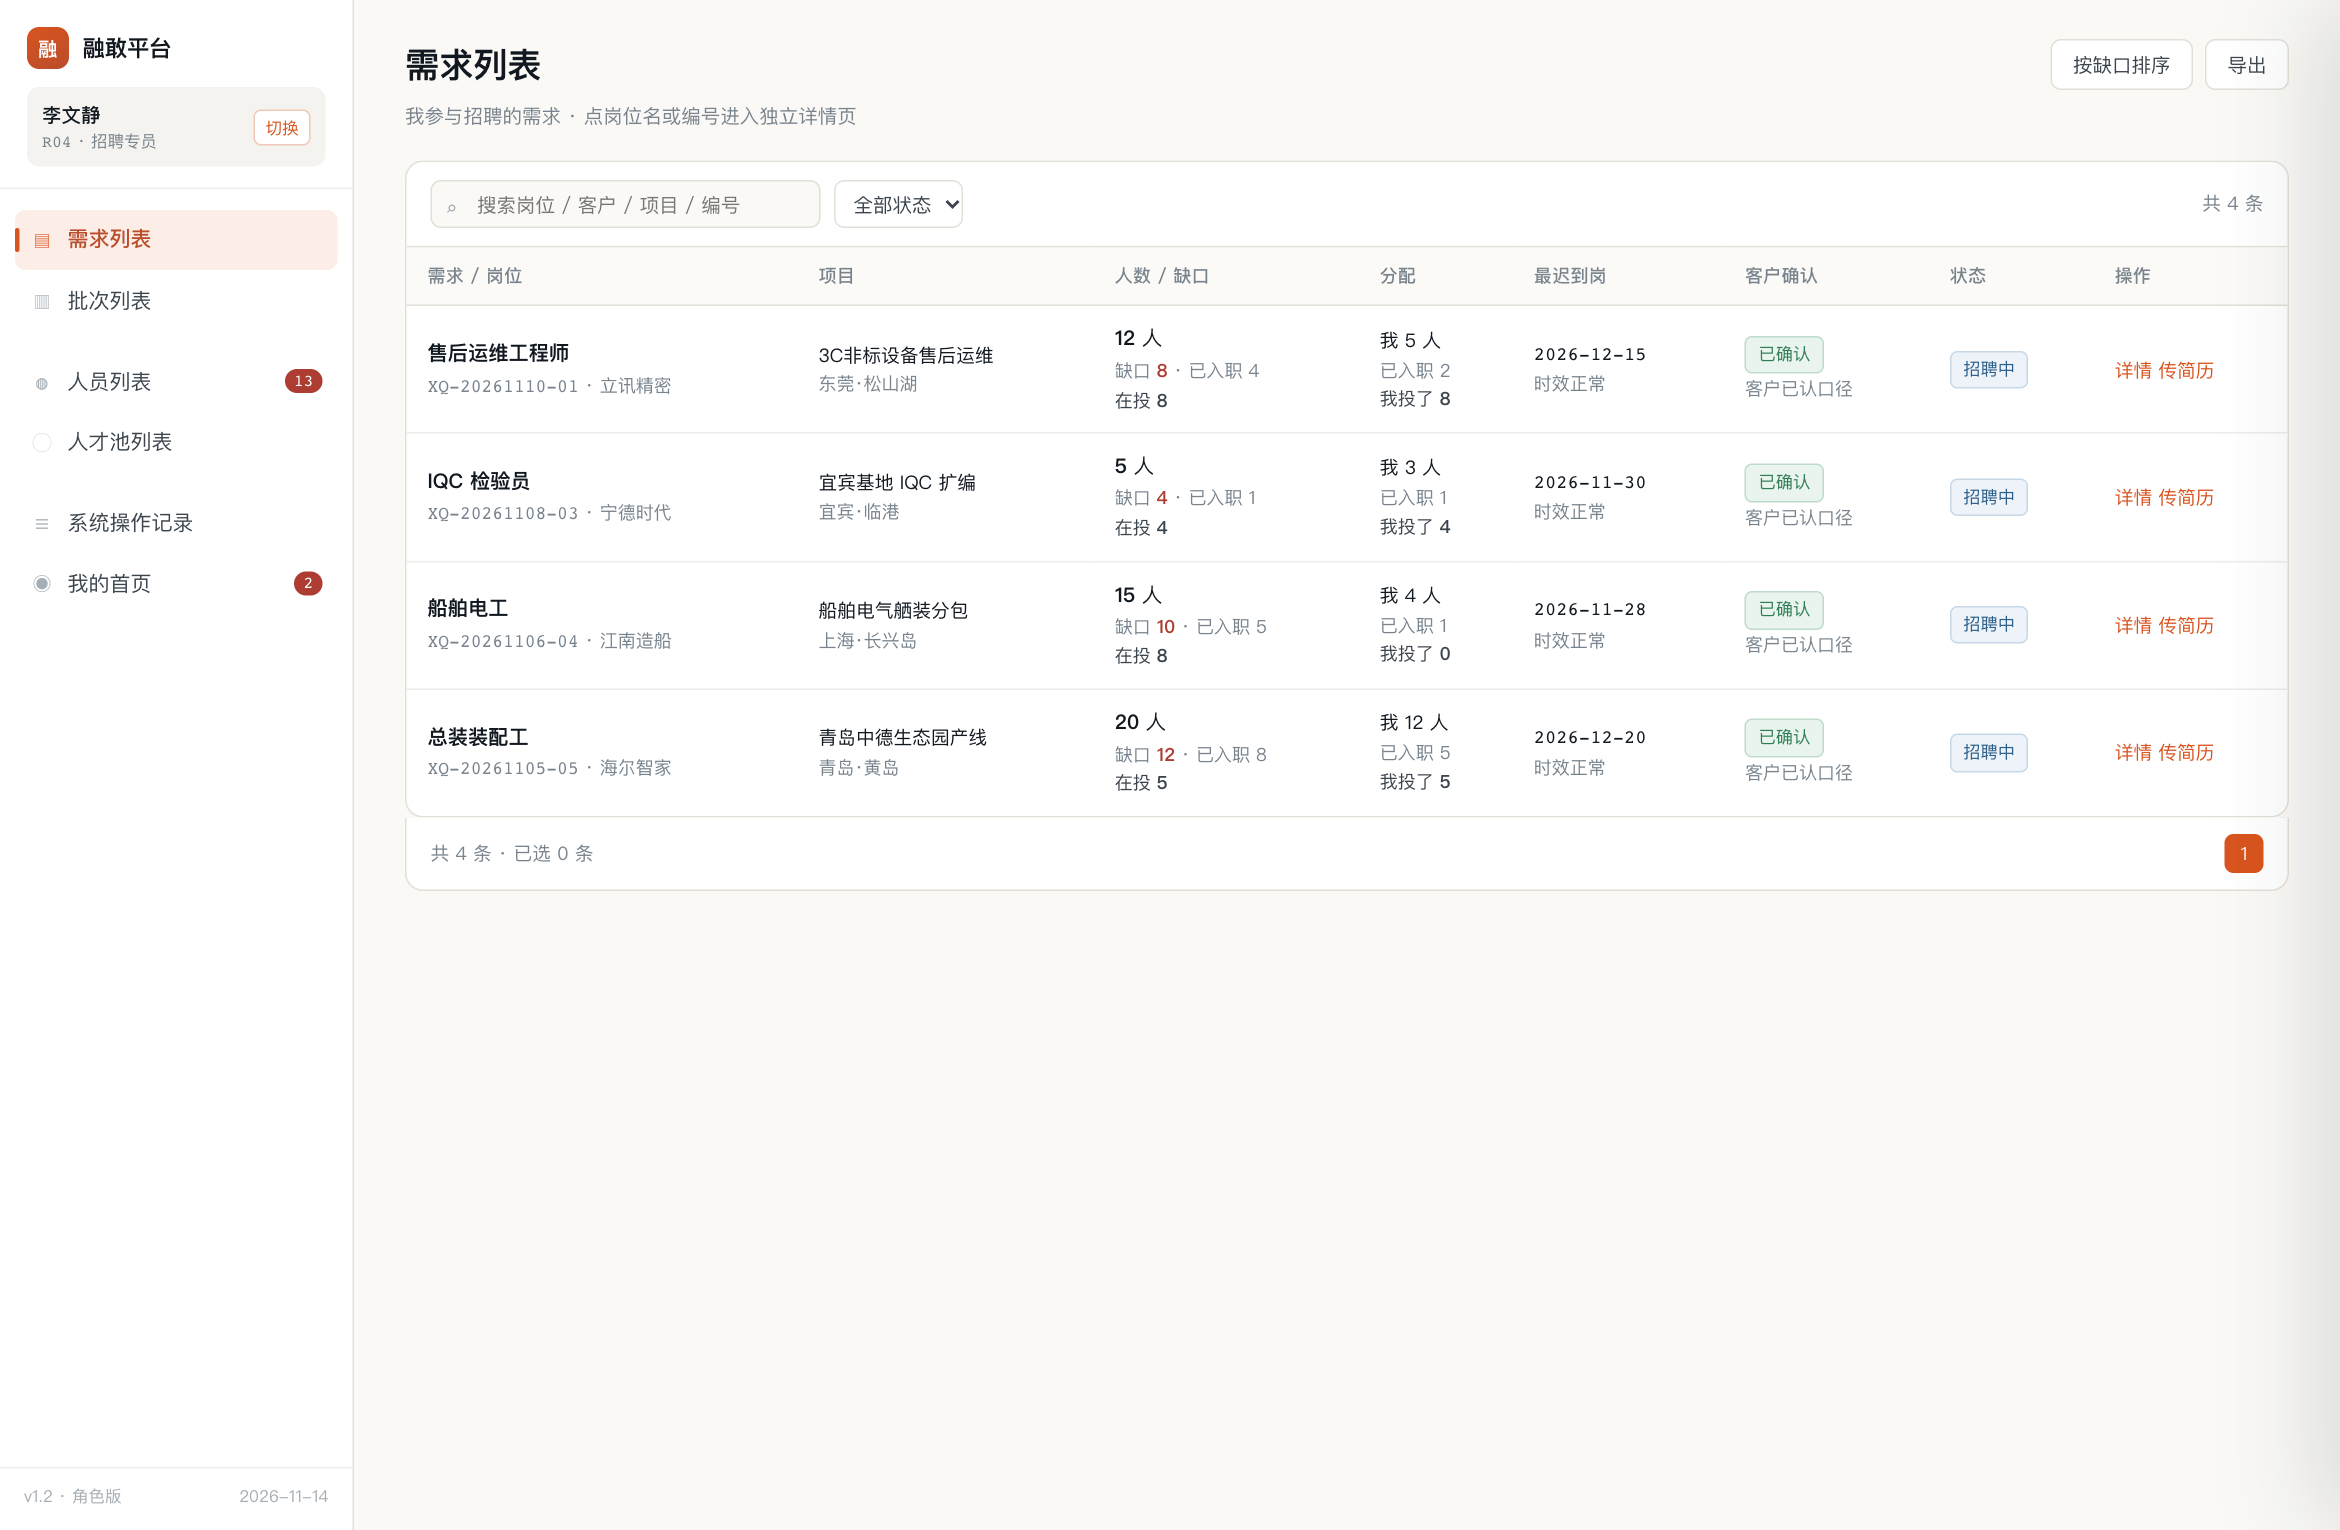 融 融敢平台
李文静
R04 · 招聘专员
切换
需求列表
批次列表
人员列表 13
人才池列表
系统操作记录
我的首页 2
v1.2 · 角色版 2026-11-14
需求列表
我参与招聘的需求 · 点岗位名或编号进入独立详情页
按缺口排序 导出
搜索岗位 / 客户 / 项目 / 编号 全部状态 共 4 条
需求 / 岗位 项目 人数 / 缺口 分配 最迟到岗 客户确认 状态 操作
售后运维工程师
XQ-20261110-01 · 立讯精密
3C非标设备售后运维
东莞·松山湖
12 人
缺口 8 · 已入职 4
在投 8
我 5 人
已入职 2
我投了 8
2026-12-15
时效正常
已确认
客户已认口径
招聘中
详情 传简历
IQC 检验员
XQ-20261108-03 · 宁德时代
宜宾基地 IQC 扩编
宜宾·临港
5 人
缺口 4 · 已入职 1
在投 4
我 3 人
已入职 1
我投了 4
2026-11-30
时效正常
已确认
客户已认口径
招聘中
详情 传简历
船舶电工
XQ-20261106-04 · 江南造船
船舶电气舾装分包
上海·长兴岛
15 人
缺口 10 · 已入职 5
在投 8
我 4 人
已入职 1
我投了 0
2026-11-28
时效正常
已确认
客户已认口径
招聘中
详情 传简历
总装装配工
XQ-20261105-05 · 海尔智家
青岛中德生态园产线
青岛·黄岛
20 人
缺口 12 · 已入职 8
在投 5
我 12 人
已入职 5
我投了 5
2026-12-20
时效正常
已确认
客户已认口径
招聘中
详情 传简历
共 4 条 · 已选 0 条 1